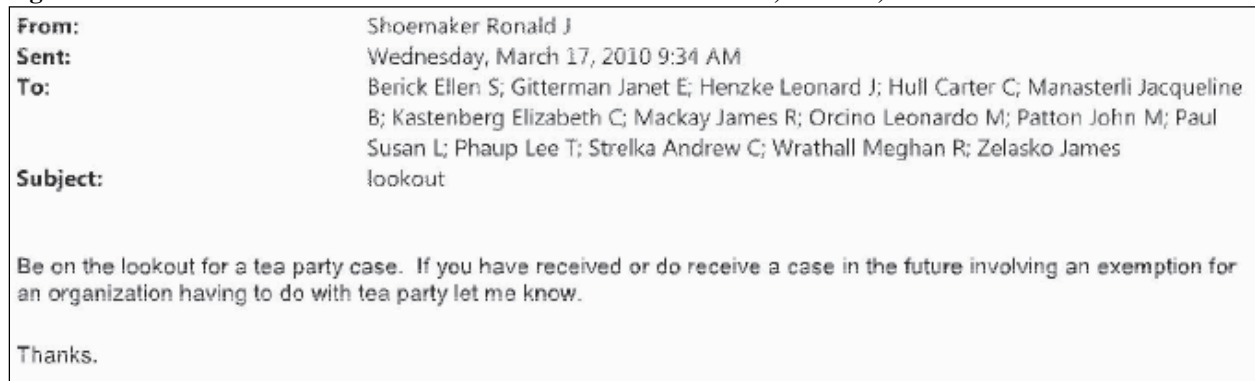 From: Shoemaker Ronald J
Sent: Wednesday, March 17, 2010 9:34 AM
To: Berick Ellen S; Gitterman Janet E; Henzke Leonard J; Hull Carter C; Manasterli Jacqueline
B; Kastenberg Elizabeth C; Mackay James R; Orcino Leonardo M; Patton John M; Paul
Susan L; Phaup Lee T; Strelka Andrew C; Wrathall Meghan R; Zelasko James
Subject: lookout
Be on the lookout for a tea party case. If you have received or do receive a case in the future involving an exemption for
an organization having to do with tea party let me know.
Thanks.